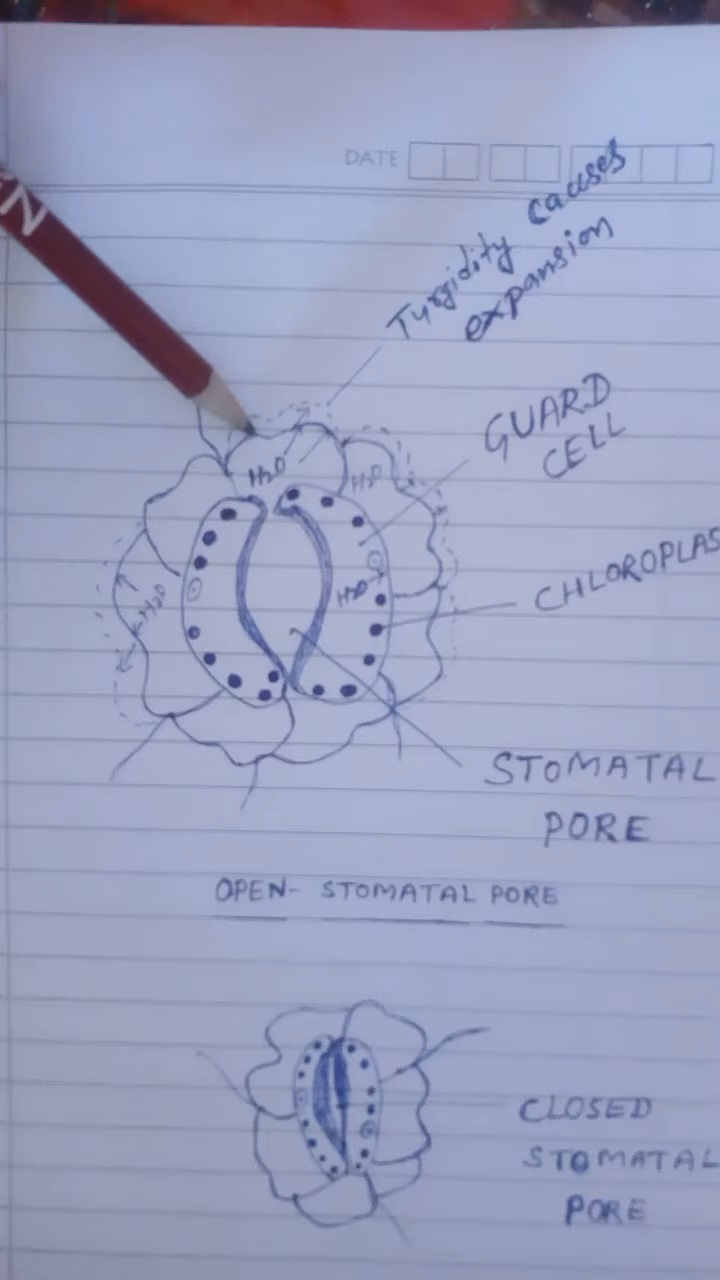 DATE
N
Turgidity causes
expansion
GUARD
CELL
H2O
H2O
CHLOROPLAS
H2O
H2O
STOMATAL
PORE
OPEN- STOMATAL PORE
CLOSED
STOMATAL
PORE